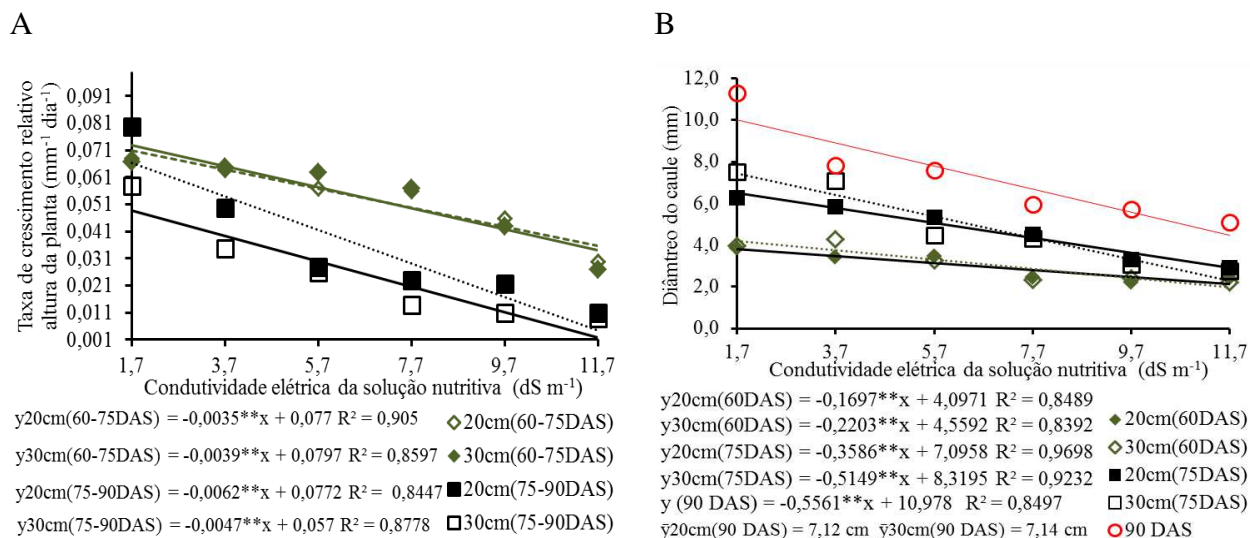 A
Taxa de crescimento relativo
altura da planta (mm⁻¹ dia⁻¹)
0,091
0,081
0,071
0,061
0,051
0,041
0,031
0,021
0,011
0,001
1,7 3,7 5,7 7,7 9,7 11,7
Condutividade elétrica da solução nutritiva (dS m⁻¹)
y20cm(60-75DAS) = -0,0035**x + 0,077 R² = 0,905
y30cm(60-75DAS) = -0,0039**x + 0,0797 R² = 0,8597
y20cm(75-90DAS) = -0,0062**x + 0,0772 R² = 0,8447
y30cm(75-90DAS) = -0,0047**x + 0,057 R² = 0,8778
20cm(60-75DAS)
30cm(60-75DAS)
20cm(75-90DAS)
30cm(75-90DAS)
B
Diâmtreo do caule (mm)
12,0
10,0
8,0
6,0
4,0
2,0
0,0
1,7 3,7 5,7 7,7 9,7 11,7
Condutividade elétrica da solução nutritiva (dS m⁻¹)
y20cm(60DAS) = -0,1697**x + 4,0971 R² = 0,8489
y30cm(60DAS) = -0,2203**x + 4,5592 R² = 0,8392
y20cm(75DAS) = -0,3586**x + 7,0958 R² = 0,9698
y30cm(75DAS) = -0,5149**x + 8,3195 R² = 0,9232
y (90 DAS) = -0,5561**x + 10,978 R² = 0,8497
ȳ20cm(90 DAS) = 7,12 cm ȳ30cm(90 DAS) = 7,14 cm
20cm(60DAS)
30cm(60DAS)
20cm(75DAS)
30cm(75DAS)
90 DAS